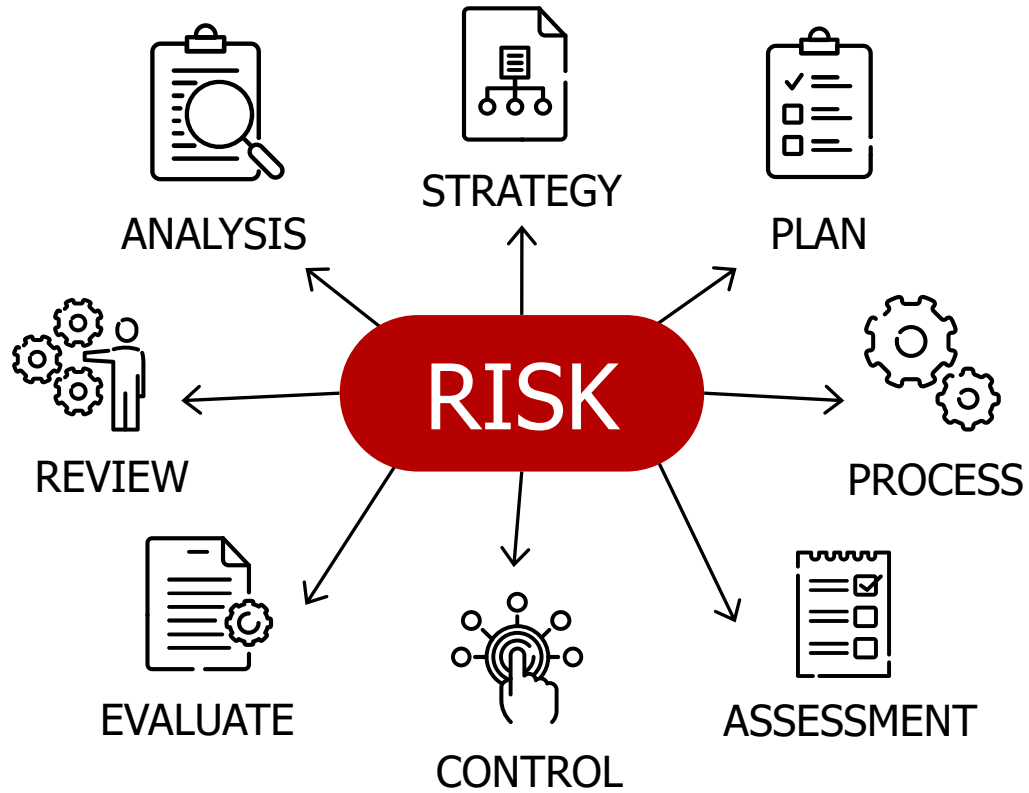 STRATEGY
ANALYSIS
PLAN
RISK
REVIEW
PROCESS
EVALUATE
ASSESSMENT
CONTROL